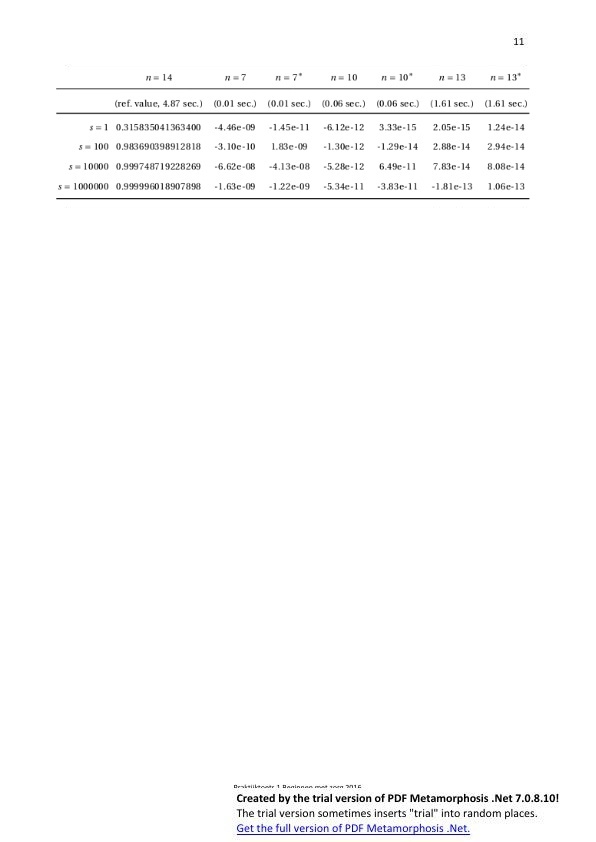 11
n = 14 n = 7 n = 7* n = 10 n = 10* n = 13 n = 13*
(ref. value, 4.87 sec.) (0.01 sec.) (0.01 sec.) (0.06 sec.) (0.06 sec.) (1.61 sec.) (1.61 sec.)
s = 1 0.315835041363400 -4.46e-09 -1.45e-11 -6.12e-12 3.33e-15 2.05e-15 1.24e-14
s = 100 0.983690398912818 -3.10e-10 1.83e-09 -1.30e-12 -1.29e-14 2.88e-14 2.94e-14
s = 10000 0.999748719228269 -6.62e-08 -4.13e-08 -5.28e-12 6.49e-11 7.83e-14 8.08e-14
s = 1000000 0.999996018907898 -1.63e-09 -1.22e-09 -5.34e-11 -3.83e-11 -1.81e-13 1.06e-13
Praktijktoets 1 Beginnen met zorg 2016
Created by the trial version of PDF Metamorphosis .Net 7.0.8.10!
The trial version sometimes inserts "trial" into random places.
Get the full version of PDF Metamorphosis .Net.